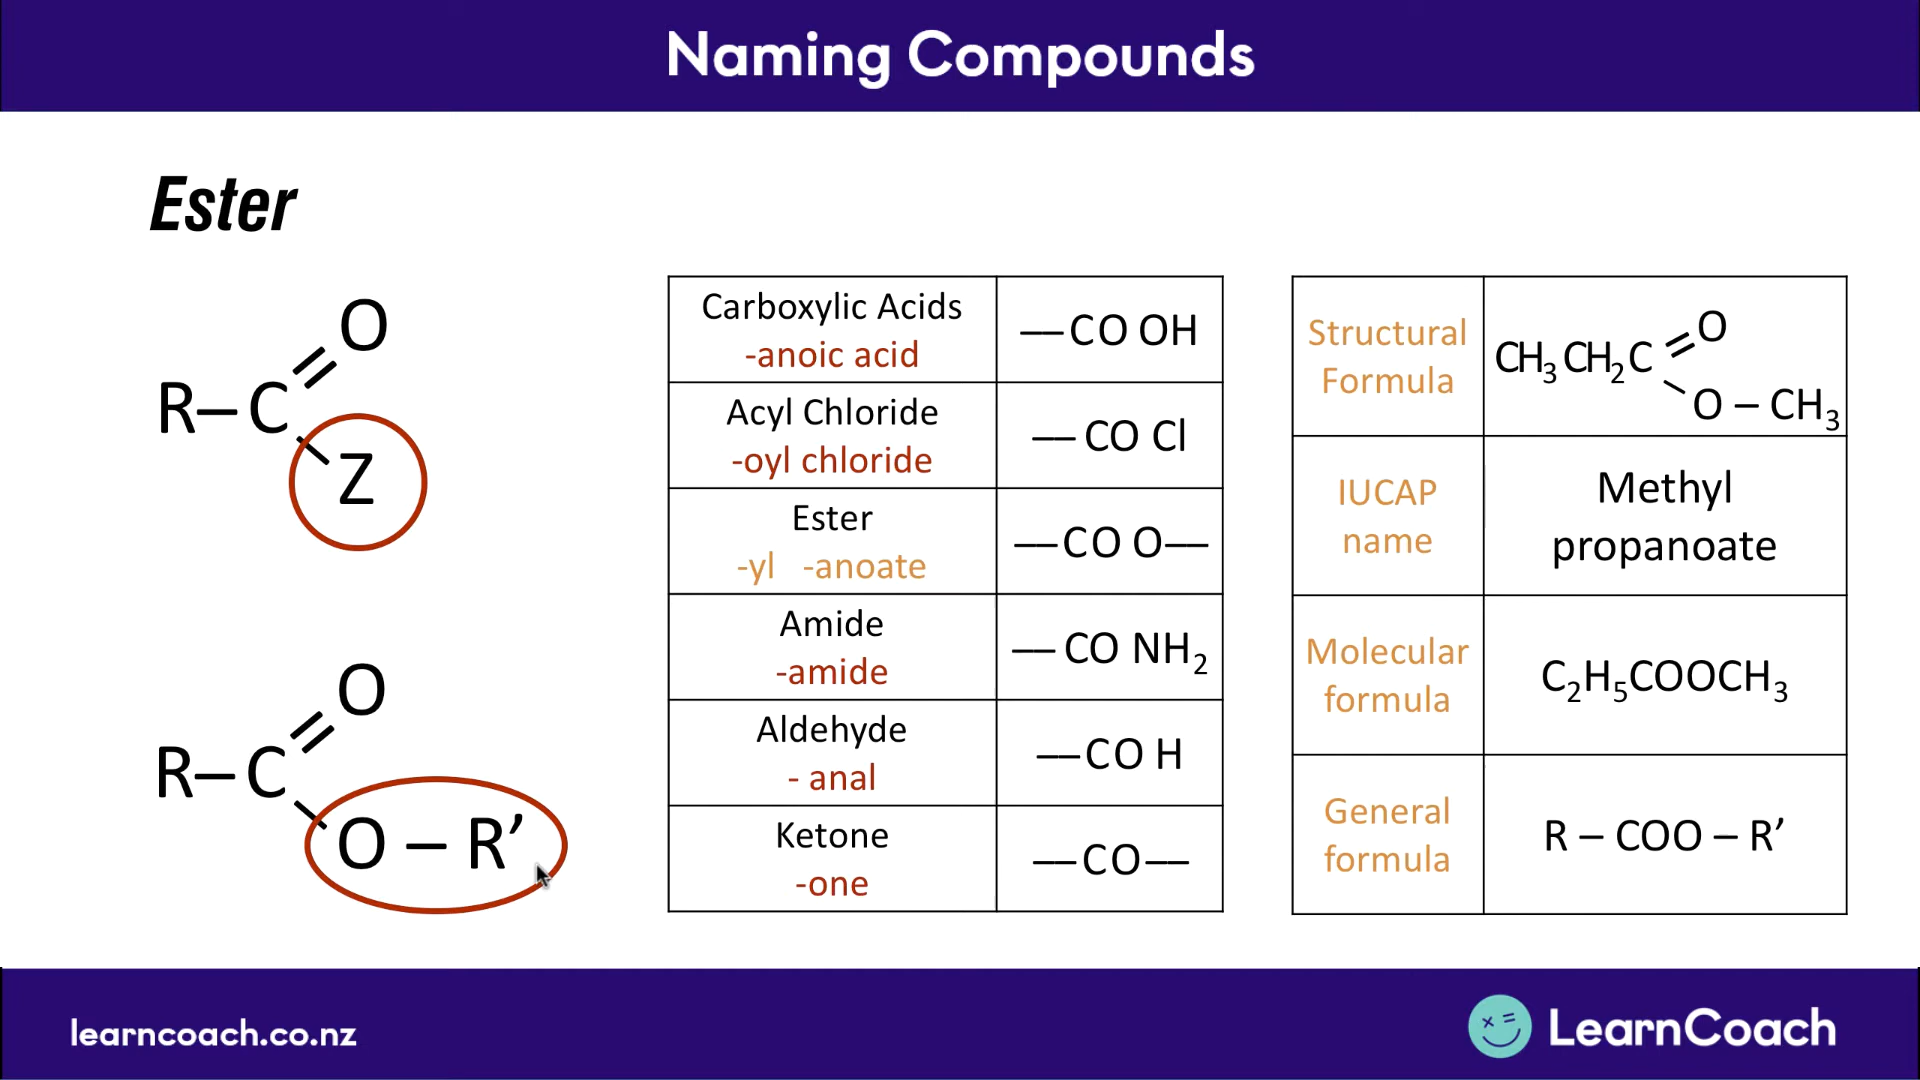 Naming Compounds
Ester
O
R–C
Z
O
R–C
O – R’
Carboxylic Acids
-anoic acid
—CO OH
Acyl Chloride
-oyl chloride
— CO Cl
Ester
-yl -anoate
—CO O—
Amide
-amide
— CO NH₂
Aldehyde
- anal
—CO H
Ketone
-one
—CO—
Structural
Formula
O
CH₃CH₂C
O – CH₃
IUCAP
name
Methyl
propanoate
Molecular
formula
C₂H₅COOCH₃
General
formula
R – COO – R’
learncoach.co.nz
LearnCoach